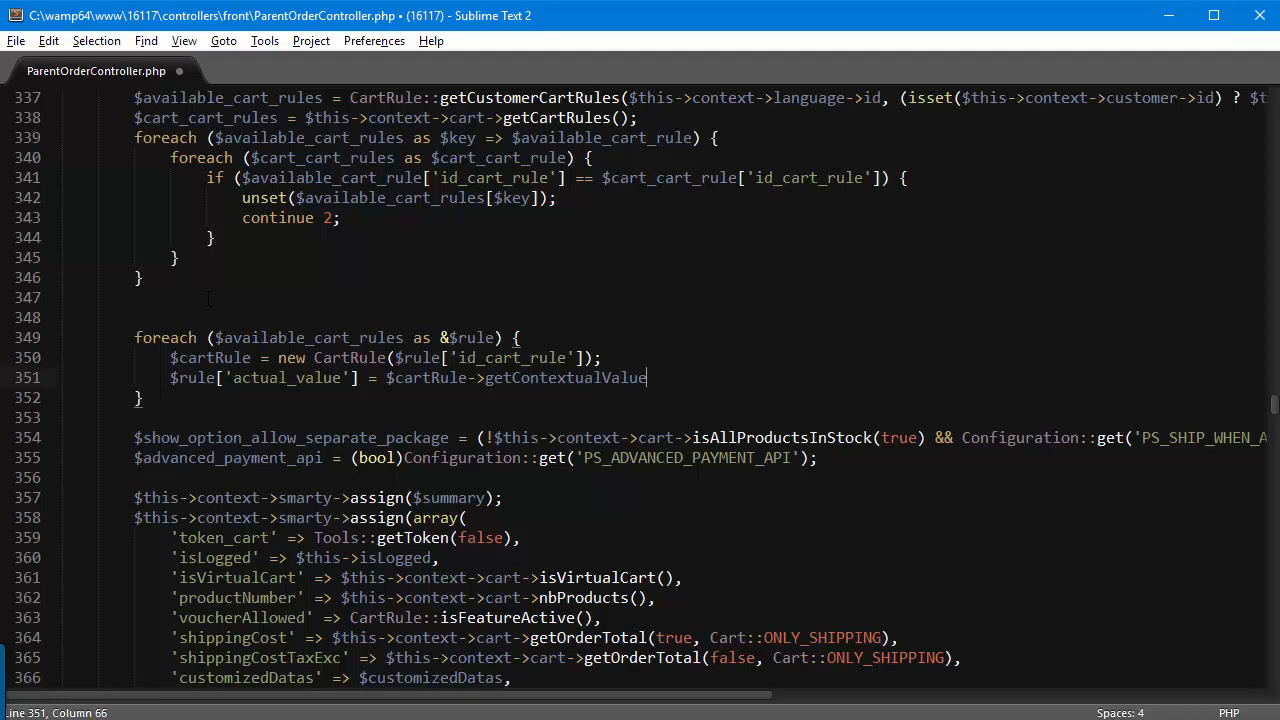 C:\wamp64\www\16117\controllers\front\ParentOrderController.php • (16117) - Sublime Text 2
File Edit Selection Find View Goto Tools Project Preferences Help
ParentOrderController.php
337 $available_cart_rules = CartRule::getCustomerCartRules($this->context->language->id, (isset($this->context->customer->id) ? $t
338 $cart_cart_rules = $this->context->cart->getCartRules();
339 foreach ($available_cart_rules as $key => $available_cart_rule) {
340 foreach ($cart_cart_rules as $cart_cart_rule) {
341 if ($available_cart_rule['id_cart_rule'] == $cart_cart_rule['id_cart_rule']) {
342 unset($available_cart_rules[$key]);
343 continue 2;
344 }
345 }
346 }
347
348
349 foreach ($available_cart_rules as &$rule) {
350 $cartRule = new CartRule($rule['id_cart_rule']);
351 $rule['actual_value'] = $cartRule->getContextualValue
352 }
353
354 $show_option_allow_separate_package = (!$this->context->cart->isAllProductsInStock(true) && Configuration::get('PS_SHIP_WHEN_A
355 $advanced_payment_api = (bool)Configuration::get('PS_ADVANCED_PAYMENT_API');
356
357 $this->context->smarty->assign($summary);
358 $this->context->smarty->assign(array(
359 'token_cart' => Tools::getToken(false),
360 'isLogged' => $this->isLogged,
361 'isVirtualCart' => $this->context->cart->isVirtualCart(),
362 'productNumber' => $this->context->cart->nbProducts(),
363 'voucherAllowed' => CartRule::isFeatureActive(),
364 'shippingCost' => $this->context->cart->getOrderTotal(true, Cart::ONLY_SHIPPING),
365 'shippingCostTaxExc' => $this->context->cart->getOrderTotal(false, Cart::ONLY_SHIPPING),
366 'customizedDatas' => $customizedDatas,
Line 351, Column 66 Spaces: 4 PHP